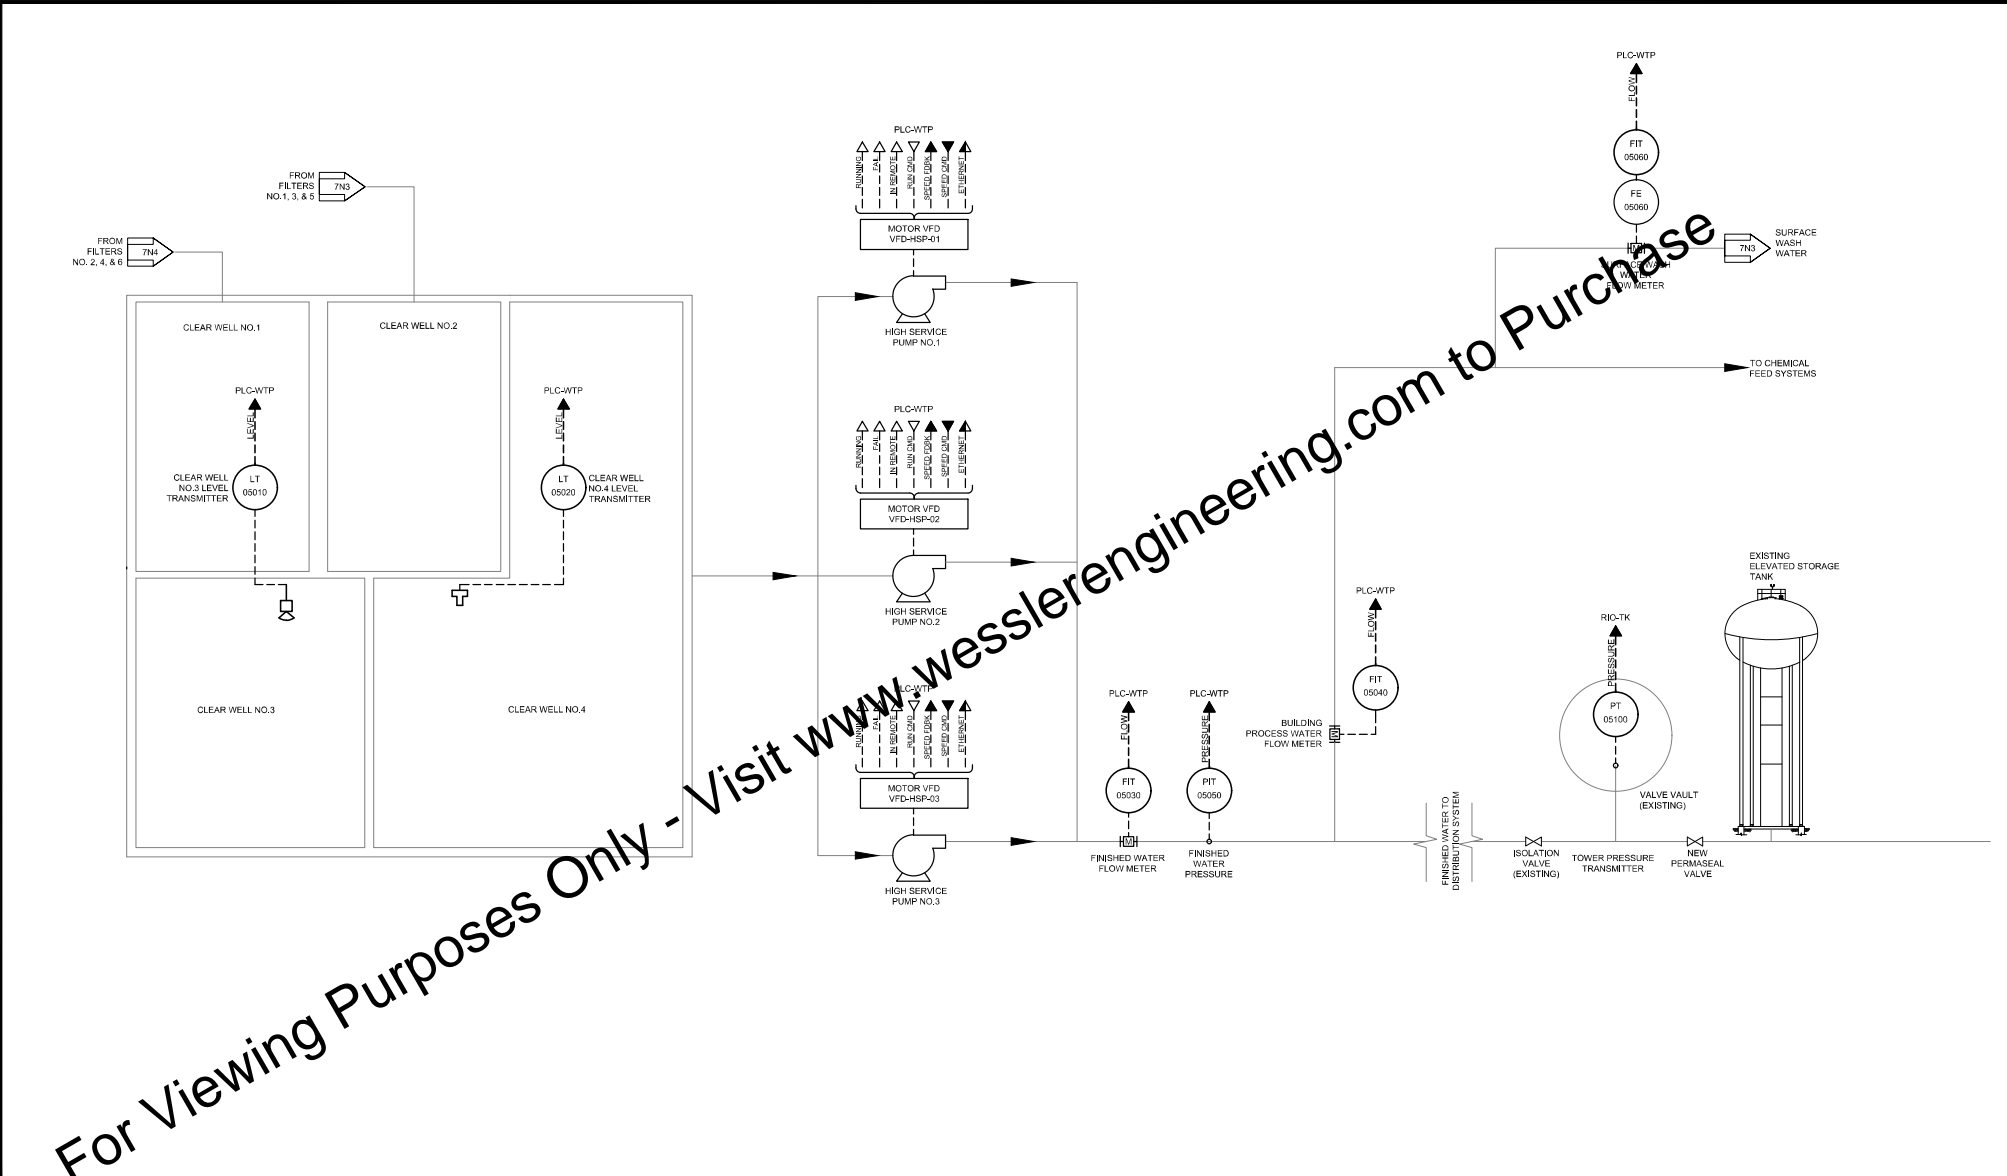 PLC-WTP
FLOW
FIT
05060
FE
05060
SURFACE WASH
WATER
FLOW METER
7N3
SURFACE
WASH
WATER
TO CHEMICAL
FEED SYSTEMS
FROM
FILTERS
NO.1, 3, & 5
7N3
FROM
FILTERS
NO. 2, 4, & 6
7N4
CLEAR WELL NO.1
CLEAR WELL NO.2
PLC-WTP
LEVEL
CLEAR WELL
NO.3 LEVEL
TRANSMITTER
LT
05010
PLC-WTP
LEVEL
LT
05020
CLEAR WELL
NO.4 LEVEL
TRANSMITTER
CLEAR WELL NO.3
CLEAR WELL NO.4
PLC-WTP
RUNNING
FAIL
IN REMOTE
RUN CMD
SPEED FDBK
SPEED CMD
ETHERNET
MOTOR VFD
VFD-HSP-01
HIGH SERVICE
PUMP NO.1
PLC-WTP
RUNNING
FAIL
IN REMOTE
RUN CMD
SPEED FDBK
SPEED CMD
ETHERNET
MOTOR VFD
VFD-HSP-02
HIGH SERVICE
PUMP NO.2
PLC-WTP
RUNNING
FAIL
IN REMOTE
RUN CMD
SPEED FDBK
SPEED CMD
ETHERNET
MOTOR VFD
VFD-HSP-03
HIGH SERVICE
PUMP NO.3
PLC-WTP
FLOW
FIT
05030
M
FINISHED WATER
FLOW METER
PLC-WTP
PRESSURE
PIT
05050
FINISHED
WATER
PRESSURE
PLC-WTP
FLOW
FIT
05040
BUILDING
PROCESS WATER
FLOW METER
M
FINISHED WATER TO
DISTRIBUTION SYSTEM
ISOLATION
VALVE
(EXISTING)
RIO-TK
PRESSURE
PT
05100
VALVE VAULT
(EXISTING)
TOWER PRESSURE
TRANSMITTER
NEW
PERMASEAL
VALVE
EXISTING
ELEVATED STORAGE
TANK
For Viewing Purposes Only - Visit www.wesslerengineering.com to Purchase